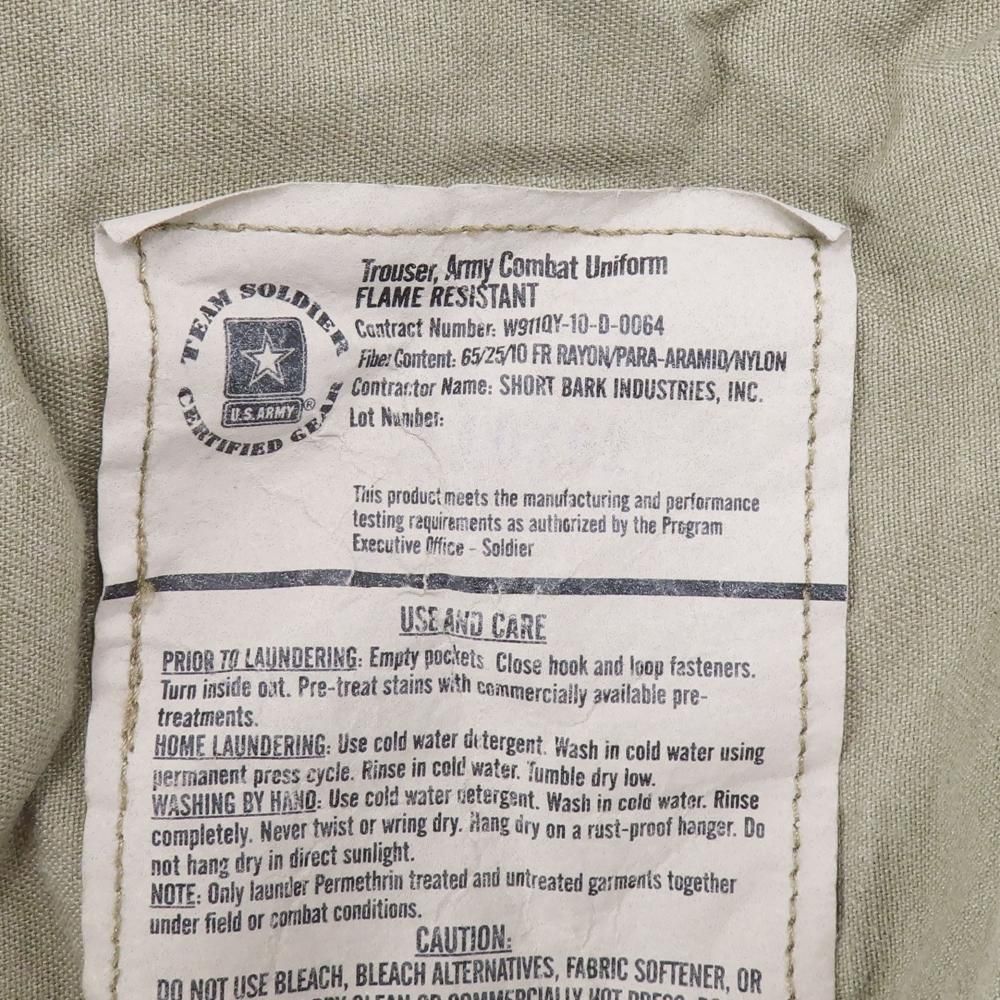 TEAM SOLDIER
U.S. ARMY®
CERTIFIED GEAR
Trouser, Army Combat Uniform
FLAME RESISTANT
Contract Number: W911QY-10-D-0064
Fiber Content: 65/25/10 FR RAYON/PARA-ARAMID/NYLON
Contractor Name: SHORT BARK INDUSTRIES, INC.
Lot Number:
This product meets the manufacturing and performance
testing requirements as authorized by the Program
Executive Office - Soldier
USE AND CARE
PRIOR TO LAUNDERING: Empty pockets. Close hook and loop fasteners.
Turn inside out. Pre-treat stains with commercially available pre-
treatments.
HOME LAUNDERING: Use cold water detergent. Wash in cold water using
permanent press cycle. Rinse in cold water. Tumble dry low.
WASHING BY HAND: Use cold water detergent. Wash in cold water. Rinse
completely. Never twist or wring dry. Hang dry on a rust-proof hanger. Do
not hang dry in direct sunlight.
NOTE: Only launder Permethrin treated and untreated garments together
under field or combat conditions.
CAUTION:
DO NOT USE BLEACH, BLEACH ALTERNATIVES, FABRIC SOFTENER, OR
DRY CLEAN OR COMMERCIALLY HOT PRESS.